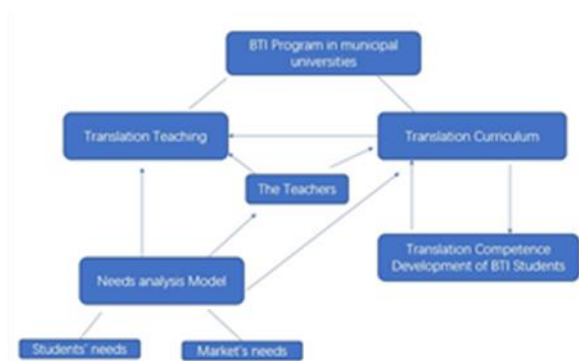 BTI Program in municipal
universities
Translation Teaching
Translation Curriculum
The Teachers
Translation Competence
Development of BTI Students
Needs analysis Model
Students' needs
Market's needs